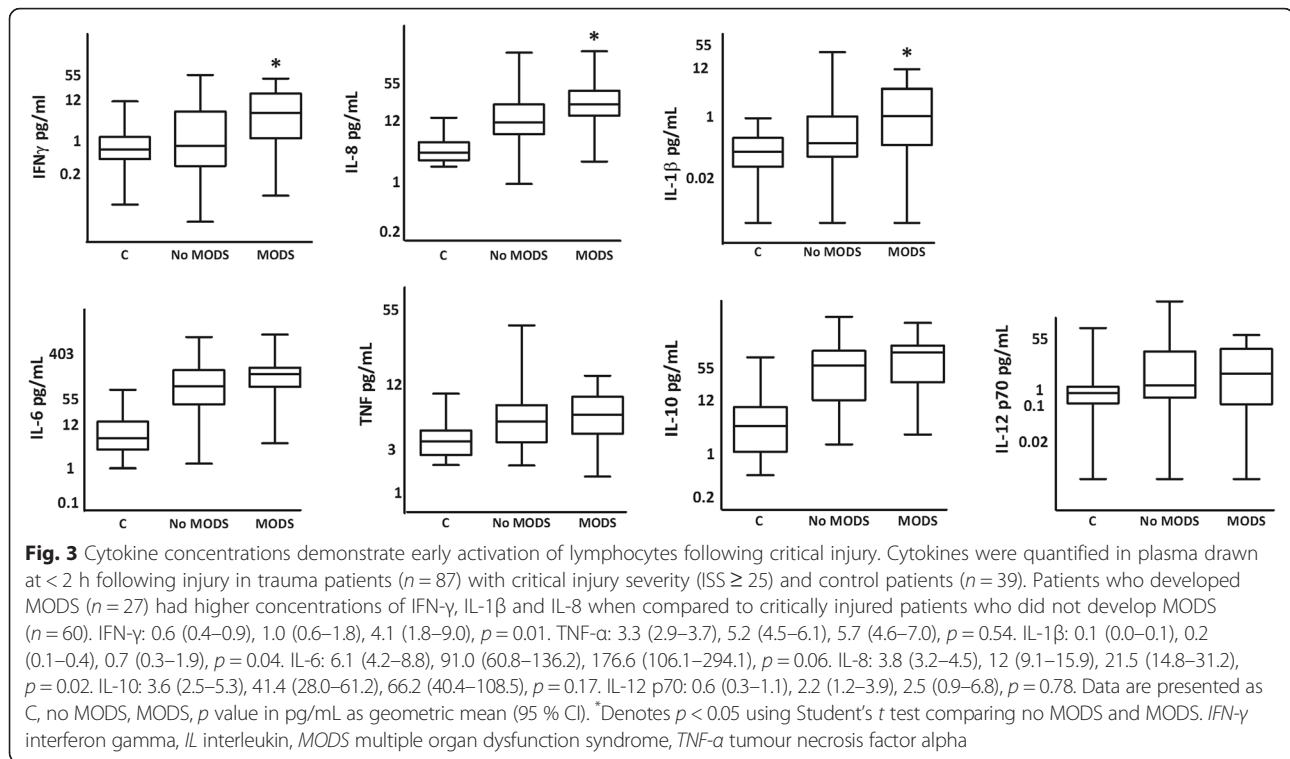 *
55
12
1
0.2
IFNγ pg/ml
C
No MODS
MODS
*
55
12
1
0.2
IL-8 pg/mL
C
No MODS
MODS
*
55
12
1
0.02
IL-1β pg/mL
C
No MODS
MODS
403
55
12
1
0.1
IL-6 pg/mL
C
No MODS
MODS
55
12
3
1
TNF pg/mL
C
No MODS
MODS
55
12
1
0.2
IL-10 pg/mL
C
No MODS
MODS
55
1
0.1
0.02
IL-12 p70 pg/mL
C
No MODS
MODS
Fig. 3 Cytokine concentrations demonstrate early activation of lymphocytes following critical injury. Cytokines were quantified in plasma drawn
at < 2 h following injury in trauma patients (n = 87) with critical injury severity (ISS ≥ 25) and control patients (n = 39). Patients who developed
MODS (n = 27) had higher concentrations of IFN-γ, IL-1β and IL-8 when compared to critically injured patients who did not develop MODS
(n = 60). IFN-γ: 0.6 (0.4–0.9), 1.0 (0.6–1.8), 4.1 (1.8–9.0), p = 0.01. TNF-α: 3.3 (2.9–3.7), 5.2 (4.5–6.1), 5.7 (4.6–7.0), p = 0.54. IL-1β: 0.1 (0.0–0.1), 0.2
(0.1–0.4), 0.7 (0.3–1.9), p = 0.04. IL-6: 6.1 (4.2–8.8), 91.0 (60.8–136.2), 176.6 (106.1–294.1), p = 0.06. IL-8: 3.8 (3.2–4.5), 12 (9.1–15.9), 21.5 (14.8–31.2),
p = 0.02. IL-10: 3.6 (2.5–5.3), 41.4 (28.0–61.2), 66.2 (40.4–108.5), p = 0.17. IL-12 p70: 0.6 (0.3–1.1), 2.2 (1.2–3.9), 2.5 (0.9–6.8), p = 0.78. Data are presented as
C, no MODS, MODS, p value in pg/mL as geometric mean (95 % CI). *Denotes p < 0.05 using Student's t test comparing no MODS and MODS. IFN-γ
interferon gamma, IL interleukin, MODS multiple organ dysfunction syndrome, TNF-α tumour necrosis factor alpha